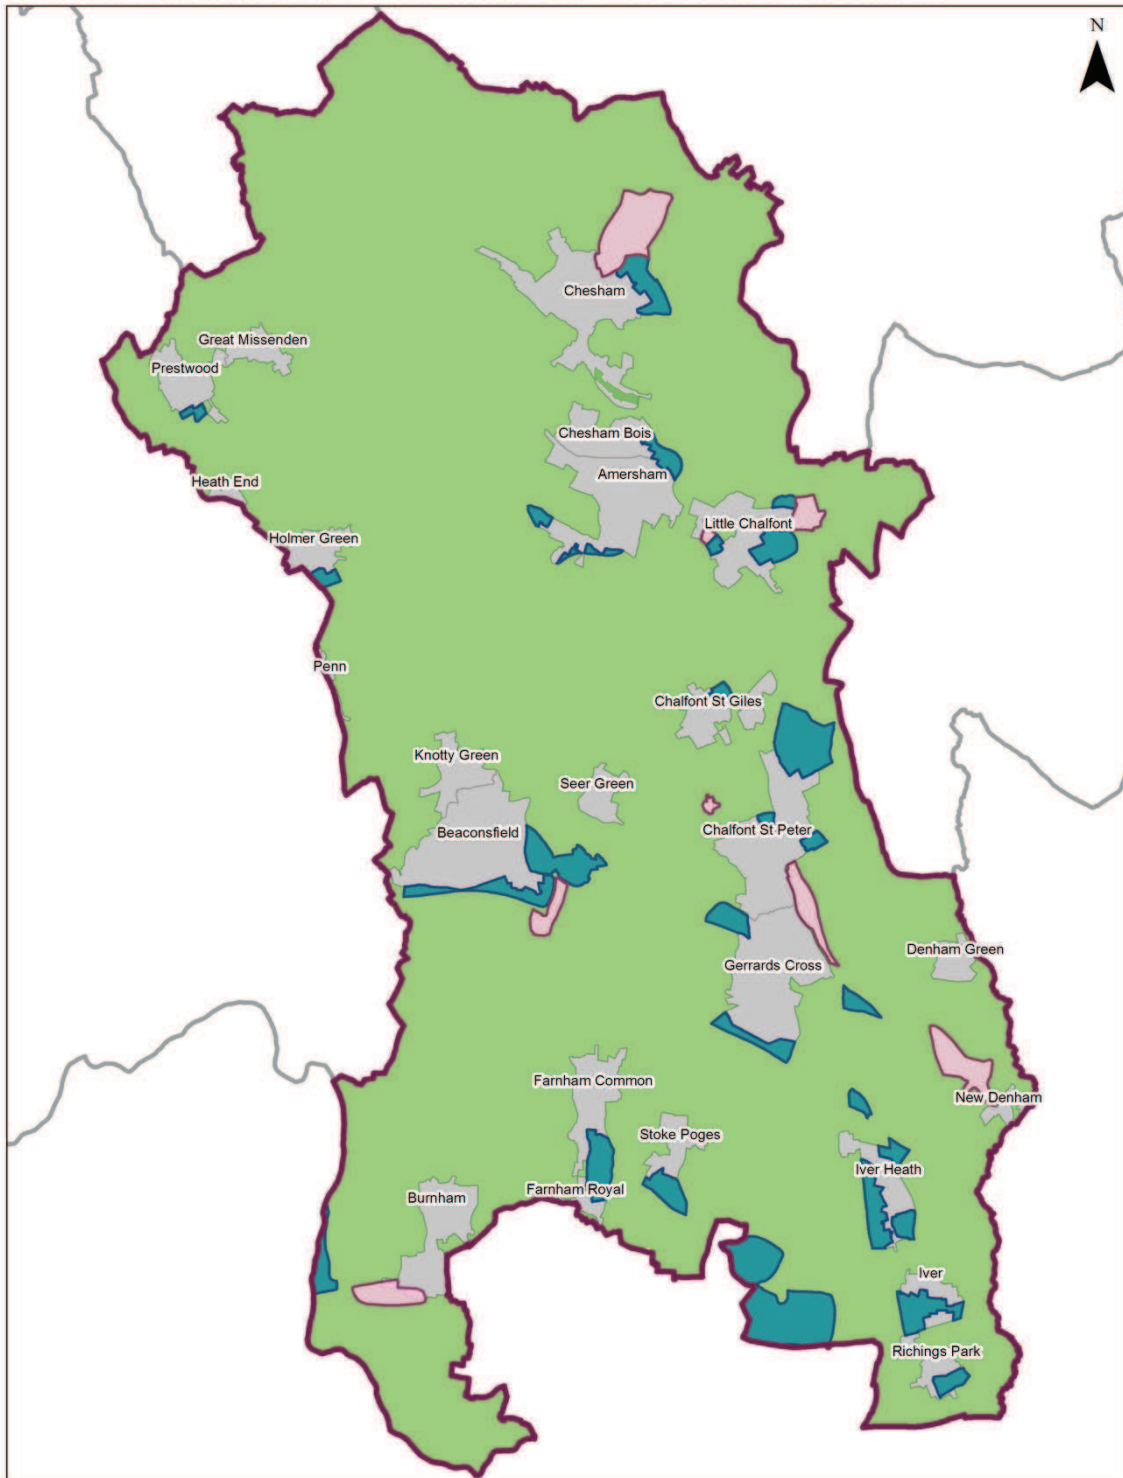 N
Chesham
Great Missenden
Prestwood
Chesham Bois
Amersham
Heath End
Little Chalfont
Holmer Green
Penn
Chalfont St Giles
Knotty Green
Seer Green
Beaconsfield
Chalfont St Peter
Denham Green
Gerrards Cross
Farnham Common
New Denham
Stoke Poges
Iver Heath
Farnham Royal
Burnham
Iver
Richings Park